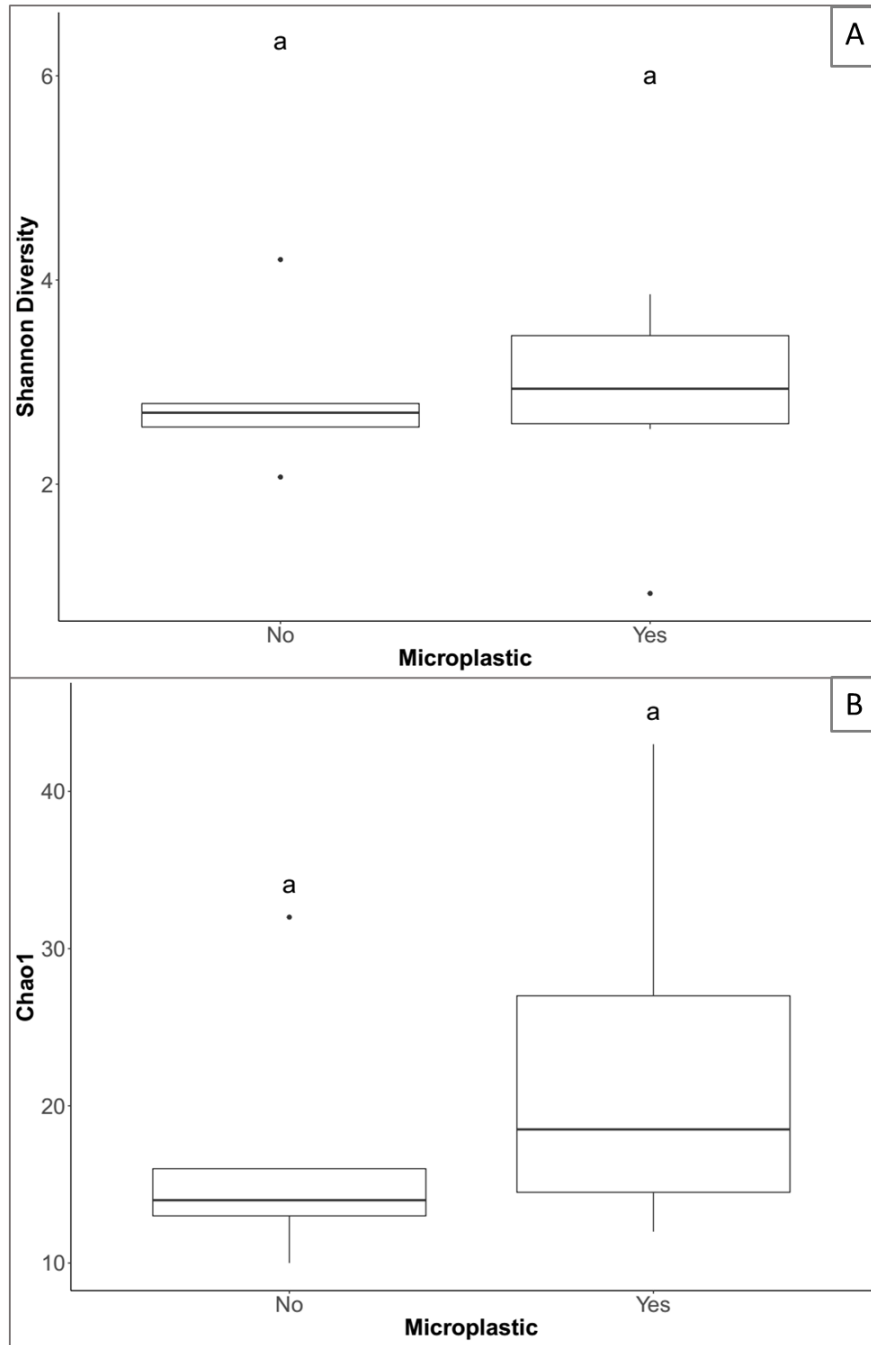 A
a
a
6
4
2
Shannon Diversity
No
Yes
Microplastic
B
a
a
40
30
20
10
Chao1
No
Yes
Microplastic